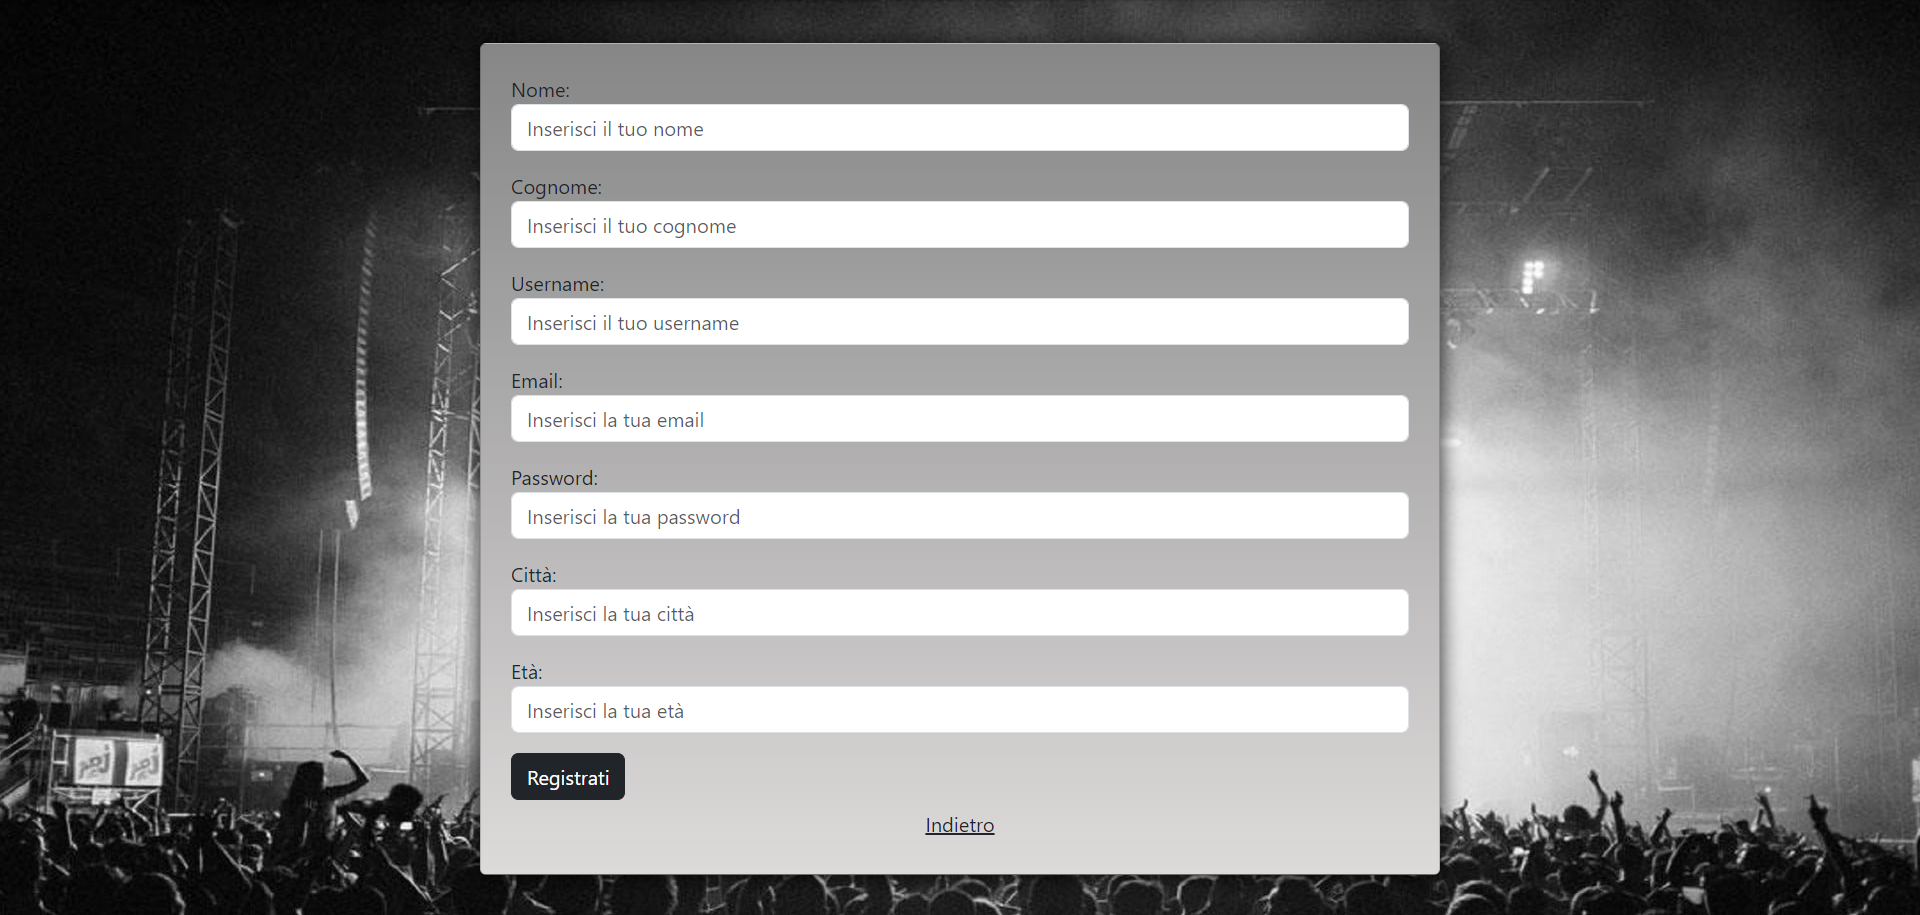 Nome:
Inserisci il tuo nome
Cognome:
Inserisci il tuo cognome
Username:
Inserisci il tuo username
Email:
Inserisci la tua email
Password:
Inserisci la tua password
Città:
Inserisci la tua città
Età:
Inserisci la tua età
Registrati
Indietro